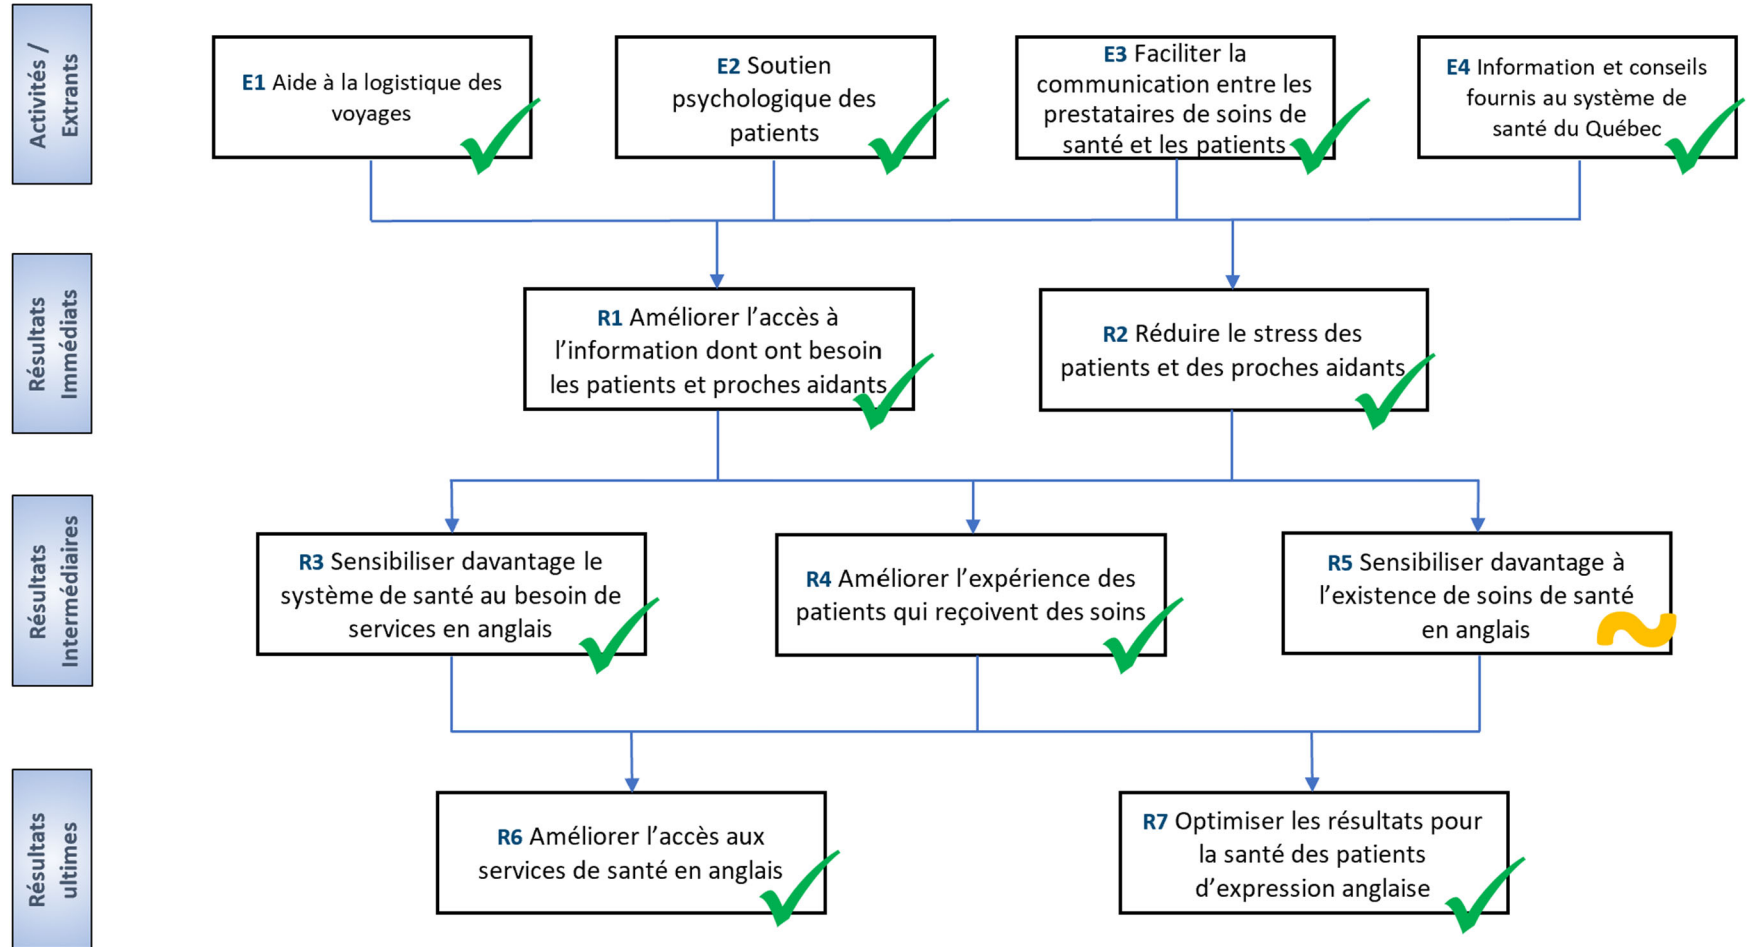 Activités /
Extrants
E1 Aide à la logistique des
voyages
E2 Soutien
psychologique des
patients
E3 Faciliter la
communication entre les
prestataires de soins de
santé et les patients
E4 Information et conseils
fournis au système de
santé du Québec
Résultats
Immédiats
R1 Améliorer l’accès à
l’information dont ont besoin
les patients et proches aidants
R2 Réduire le stress des
patients et des proches aidants
Résultats
Intermédiaires
R3 Sensibiliser davantage le
système de santé au besoin de
services en anglais
R4 Améliorer l’expérience des
patients qui reçoivent des soins
R5 Sensibiliser davantage à
l’existence de soins de santé
en anglais
Résultats
ultimes
R6 Améliorer l’accès aux
services de santé en anglais
R7 Optimiser les résultats pour
la santé des patients
d’expression anglaise